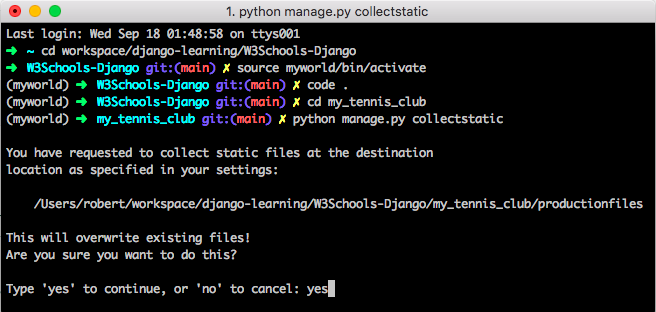 1. python manage.py collectstatic
Last login: Wed Sep 18 01:48:58 on ttys001
➜ ~ cd workspace/django-learning/W3Schools-Django
➜ W3Schools-Django git:(main) ✗ source myworld/bin/activate
(myworld) ➜ W3Schools-Django git:(main) ✗ code .
(myworld) ➜ W3Schools-Django git:(main) ✗ cd my_tennis_club
(myworld) ➜ my_tennis_club git:(main) ✗ python manage.py collectstatic
You have requested to collect static files at the destination
location as specified in your settings:
/Users/robert/workspace/django-learning/W3Schools-Django/my_tennis_club/productionfiles
This will overwrite existing files!
Are you sure you want to do this?
Type 'yes' to continue, or 'no' to cancel: yes